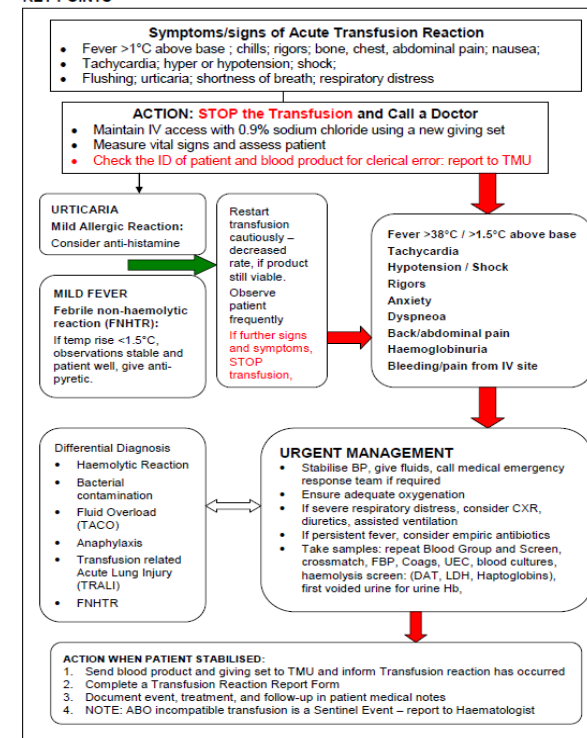 KEY POINTS
Symptoms/signs of Acute Transfusion Reaction
• Fever >1°C above base ; chills; rigors; bone, chest, abdominal pain; nausea;
• Tachycardia; hyper or hypotension; shock;
• Flushing; urticaria; shortness of breath; respiratory distress
ACTION: STOP the Transfusion and Call a Doctor
• Maintain IV access with 0.9% sodium chloride using a new giving set
• Measure vital signs and assess patient
• Check the ID of patient and blood product for clerical error: report to TMU
URTICARIA
Mild Allergic Reaction:
Consider anti-histamine
MILD FEVER
Febrile non-haemolytic
reaction (FNHTR):
If temp rise <1.5°C,
observations stable and
patient well, give anti-
pyretic.
Restart
transfusion
cautiously –
decreased
rate, if product
still viable.
Observe
patient
frequently
If further signs
and symptoms,
STOP
transfusion,
Fever >38°C / >1.5°C above base
Tachycardia
Hypotension / Shock
Rigors
Anxiety
Dyspneoa
Back/abdominal pain
Haemoglobinuria
Bleeding/pain from IV site
Differential Diagnosis
• Haemolytic Reaction
• Bacterial
contamination
• Fluid Overload
(TACO)
• Anaphylaxis
• Transfusion related
Acute Lung Injury
(TRALI)
• FNHTR
URGENT MANAGEMENT
• Stabilise BP, give fluids, call medical emergency
response team if required
• Ensure adequate oxygenation
• If severe respiratory distress, consider CXR,
diuretics, assisted ventilation
• If persistent fever, consider empiric antibiotics
• Take samples: repeat Blood Group and Screen,
crossmatch, FBP, Coags, UEC, blood cultures,
haemolysis screen: (DAT, LDH, Haptoglobins),
first voided urine for urine Hb,
ACTION WHEN PATIENT STABILISED:
1. Send blood product and giving set to TMU and inform Transfusion reaction has occurred
2. Complete a Transfusion Reaction Report Form
3. Document event, treatment, and follow-up in patient medical notes
4. NOTE: ABO incompatible transfusion is a Sentinel Event – report to Haematologist